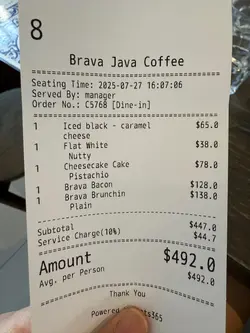 8
Brava Java Coffee
Seating Time: 2025-07-27 16:07:06
Served By: manager
Order No.: C5768 [Dine-in]
1 Iced black - caramel $65.0
cheese
1 Flat White $38.0
Nutty
1 Cheesecake Cake $78.0
Pistachio
1 Brava Bacon $128.0
1 Brava Brunchin $138.0
Plain
Subtotal $447.0
Service Charge(10%) $44.7
Amount $492.0
Avg. per Person $492.0
Thank You
Powered